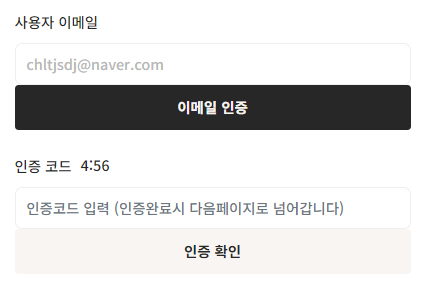 사용자 이메일
chltjsdj@naver.com
이메일 인증
인증 코드 4:56
인증코드 입력 (인증완료시 다음페이지로 넘어갑니다)
인증 확인